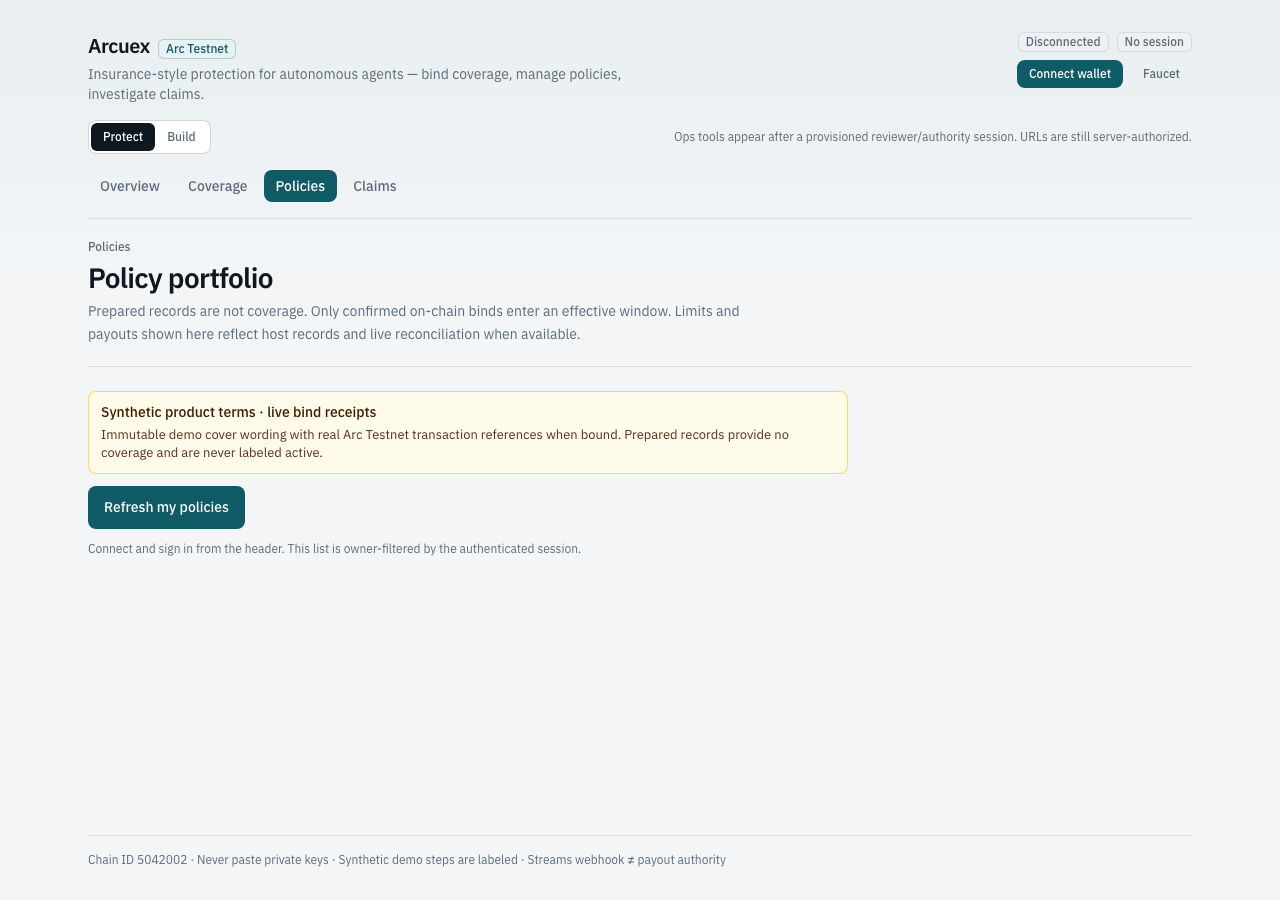 Arcuex Arc Testnet
Disconnected No session
Insurance-style protection for autonomous agents — bind coverage, manage policies,
investigate claims.
Connect wallet Faucet
Protect Build
Ops tools appear after a provisioned reviewer/authority session. URLs are still server-authorized.
Overview Coverage Policies Claims
Policies
Policy portfolio
Prepared records are not coverage. Only confirmed on-chain binds enter an effective window. Limits and
payouts shown here reflect host records and live reconciliation when available.
Synthetic product terms · live bind receipts
Immutable demo cover wording with real Arc Testnet transaction references when bound. Prepared records provide no
coverage and are never labeled active.
Refresh my policies
Connect and sign in from the header. This list is owner-filtered by the authenticated session.
Chain ID 5042002 · Never paste private keys · Synthetic demo steps are labeled · Streams webhook ≠ payout authority